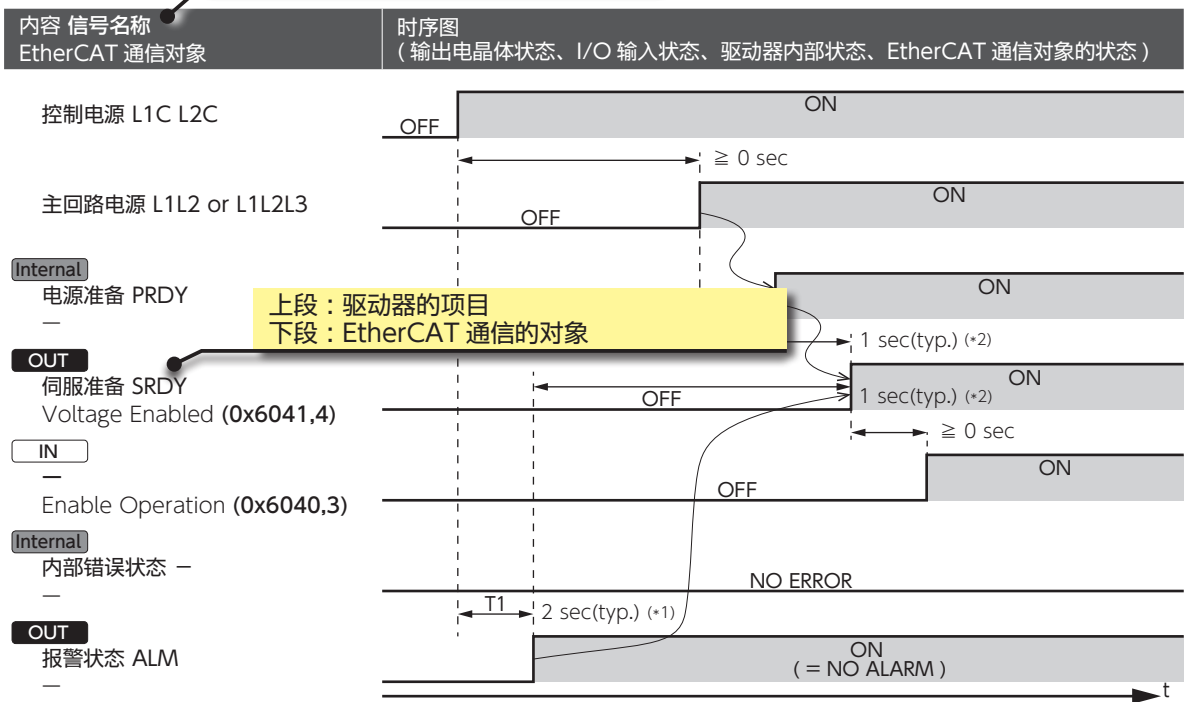 内容 信号名称
EtherCAT 通信对象
时序图
( 输出电晶体状态、I/O 输入状态、驱动器内部状态、EtherCAT 通信对象的状态 )
控制电源 L1C L2C
OFF
ON
≧ 0 sec
主回路电源 L1L2 or L1L2L3
OFF
ON
Internal
电源准备 PRDY
—
ON
上段：驱动器的项目
下段：EtherCAT 通信的对象
1 sec(typ.) (*2)
OUT
伺服准备 SRDY
Voltage Enabled (0x6041,4)
OFF
ON
1 sec(typ.) (*2)
≧ 0 sec
IN
—
Enable Operation (0x6040,3)
OFF
ON
Internal
内部错误状态 －
—
NO ERROR
T1
2 sec(typ.) (*1)
OUT
报警状态 ALM
—
ON
( = NO ALARM )
t